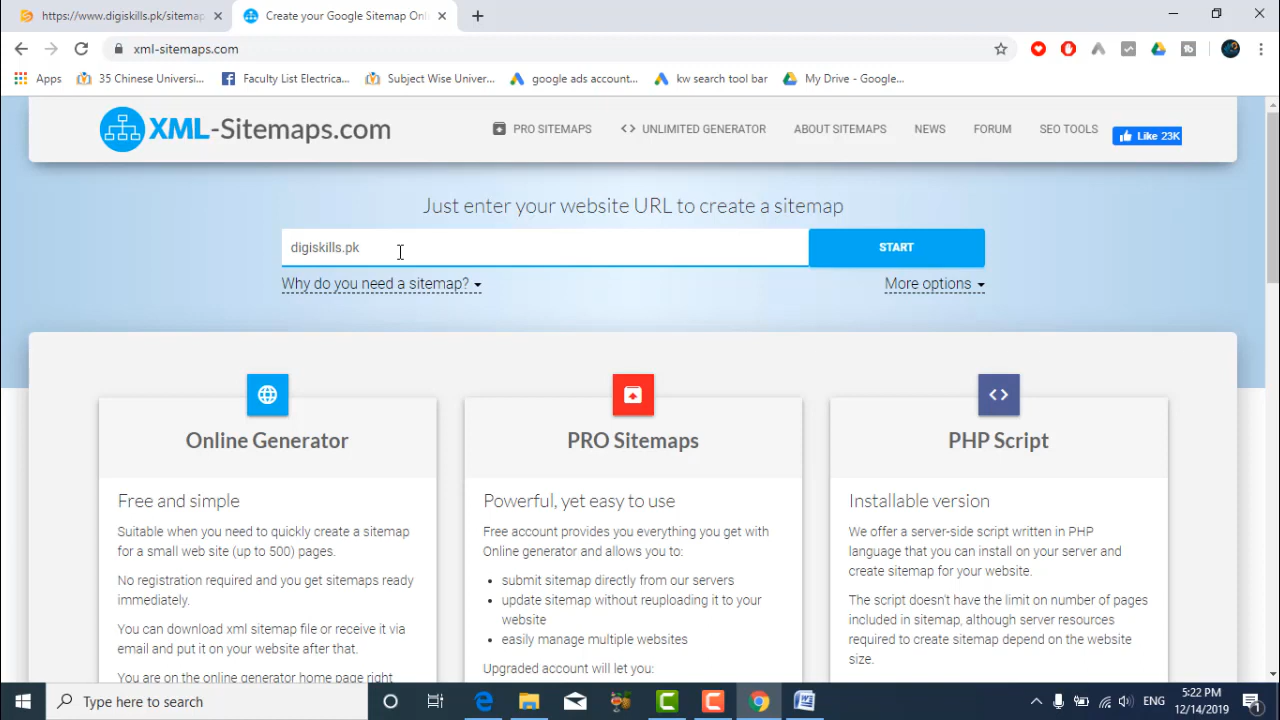 https://www.digiskills.pk/sitemap
Create your Google Sitemap Onli
xml-sitemaps.com
Apps
35 Chinese Universi...
Faculty List Electrica...
Subject Wise Univer...
google ads account...
kw search tool bar
My Drive - Google...
XML-Sitemaps.com
PRO SITEMAPS
UNLIMITED GENERATOR
ABOUT SITEMAPS
NEWS
FORUM
SEO TOOLS
Like 23K
Just enter your website URL to create a sitemap
digiskills.pk
START
Why do you need a sitemap?
More options
Online Generator
Free and simple
Suitable when you need to quickly create a sitemap
for a small web site (up to 500) pages.
No registration required and you get sitemaps ready
immediately.
You can download xml sitemap file or receive it via
email and put it on your website after that.
You are on the online generator home page right
PRO Sitemaps
Powerful, yet easy to use
Free account provides you everything you get with
Online generator and allows you to:
• submit sitemap directly from our servers
• update sitemap without reuploading it to your
website
• easily manage multiple websites
Upgraded account will let you:
PHP Script
Installable version
We offer a server-side script written in PHP
language that you can install on your server and
create sitemap for your website.
The script doesn't have the limit on number of pages
included in sitemap, although server resources
required to create sitemap depend on the website
size.
Type here to search
ENG
5:22 PM
12/14/2019
1